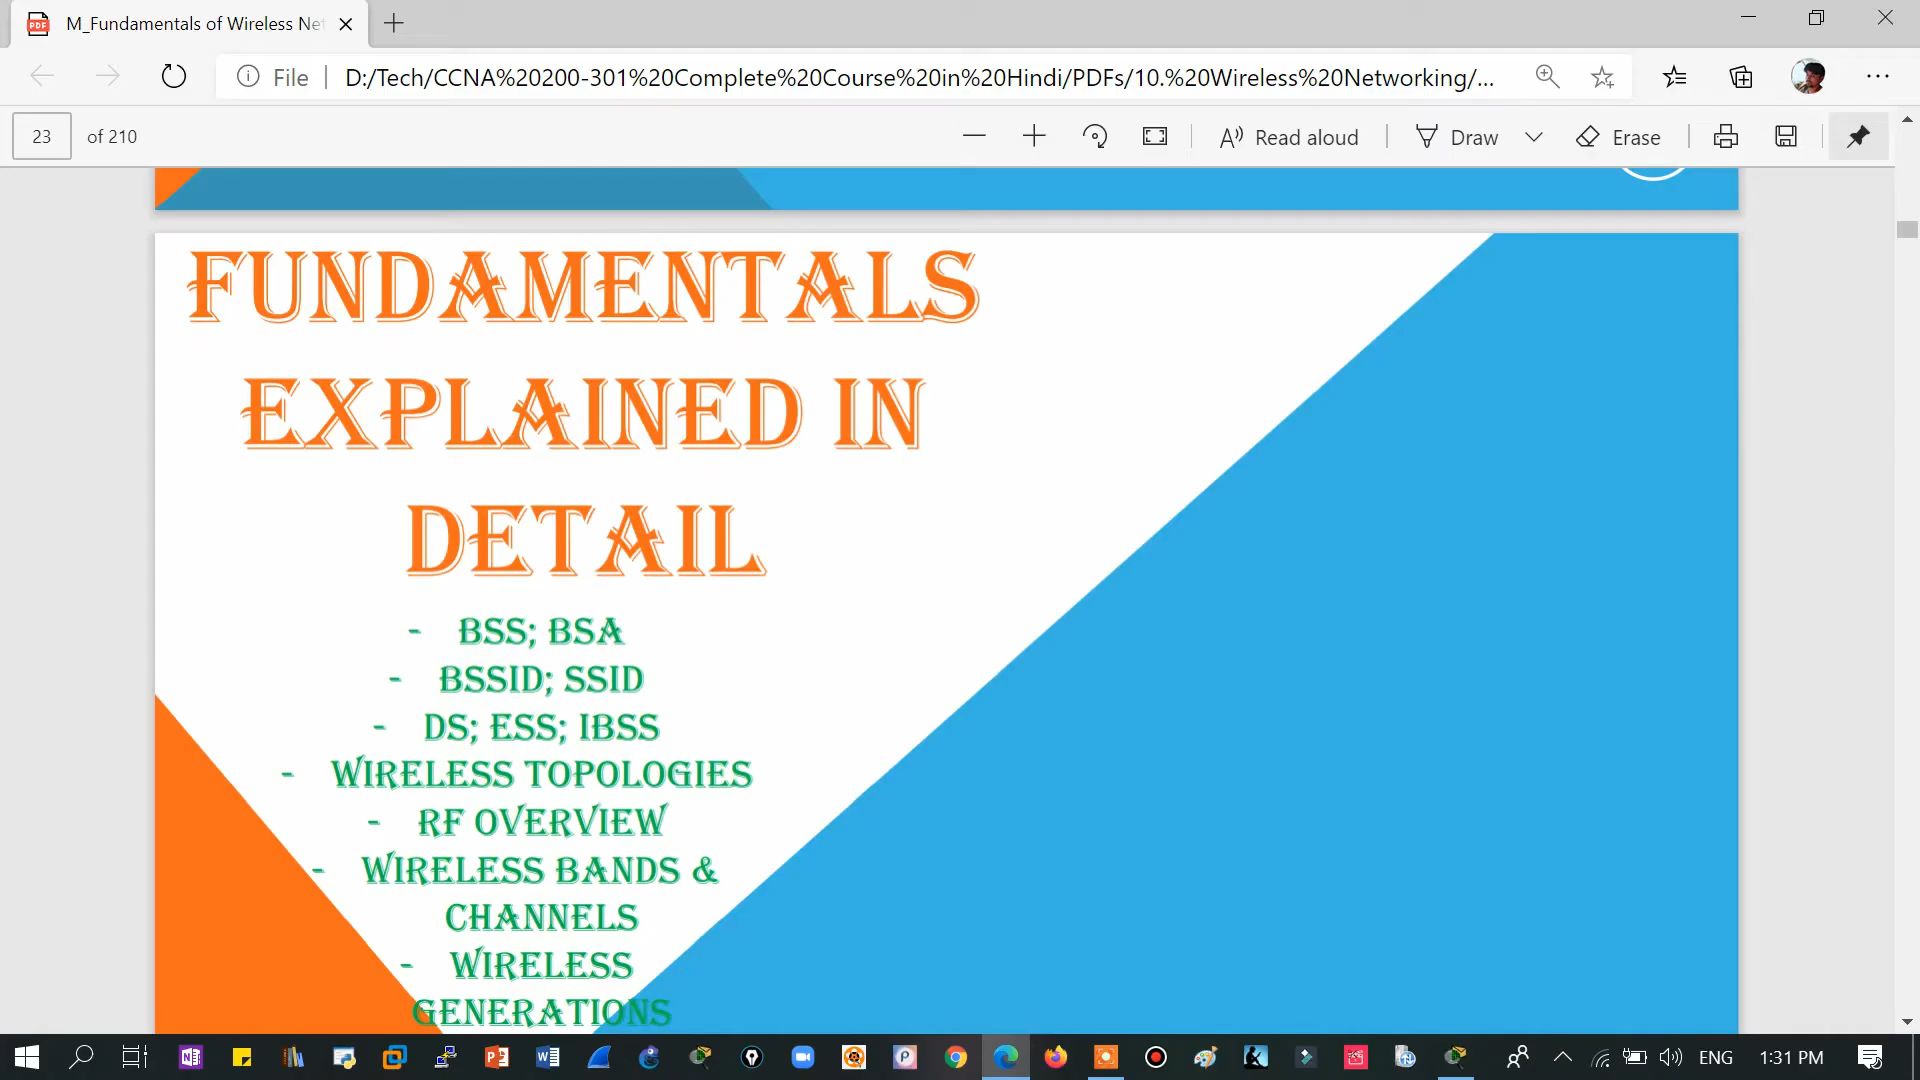 M_Fundamentals of Wireless Net
File D:/Tech/CCNA%20200-301%20Complete%20Course%20in%20Hindi/PDFs/10.%20Wireless%20Networking/...
23 of 210 Read aloud Draw Erase
FUNDAMENTALS
EXPLAINED IN
DETAIL
- BSS; BSA
- BSSID; SSID
- DS; ESS; IBSS
- WIRELESS TOPOLOGIES
- RF OVERVIEW
- WIRELESS BANDS &
CHANNELS
- WIRELESS
GENERATIONS
ENG 1:31 PM